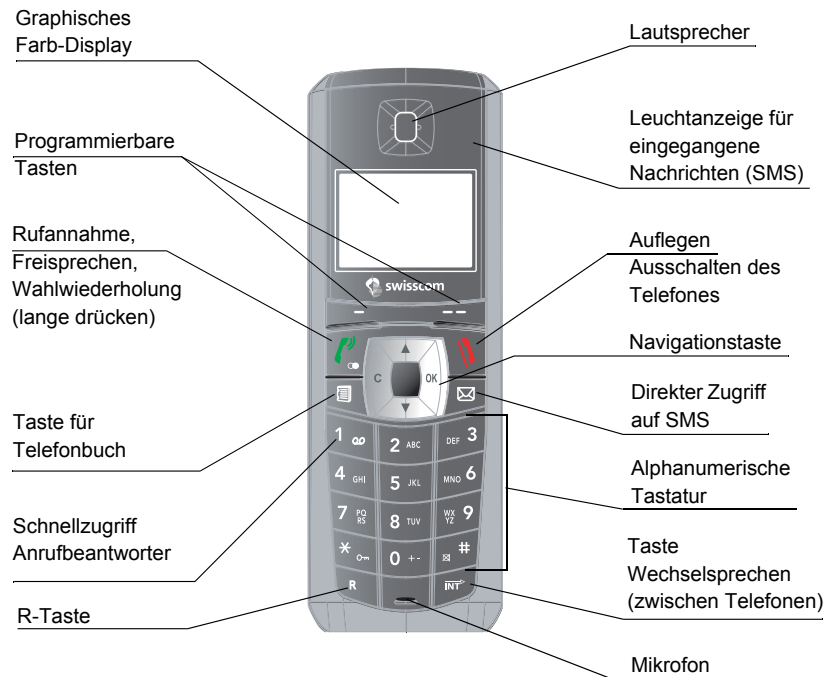 Graphisches
Farb-Display
Programmierbare
Tasten
Rufannahme,
Freisprechen,
Wahlwiederholung
(lange drücken)
Taste für
Telefonbuch
Schnellzugriff
Anrufbeantworter
R-Taste
Lautsprecher
Leuchtanzeige für
eingegangene
Nachrichten (SMS)
Auflegen
Ausschalten des
Telefones
Navigationstaste
Direkter Zugriff
auf SMS
Alphanumerische
Tastatur
Taste
Wechselsprechen
(zwischen Telefonen)
Mikrofon
swisscom
C OK
1 2 ABC DEF 3
4 GHI 5 JKL MNO 6
7 PQ RS 8 TUV WX YZ 9
* 0 +- #
R INT